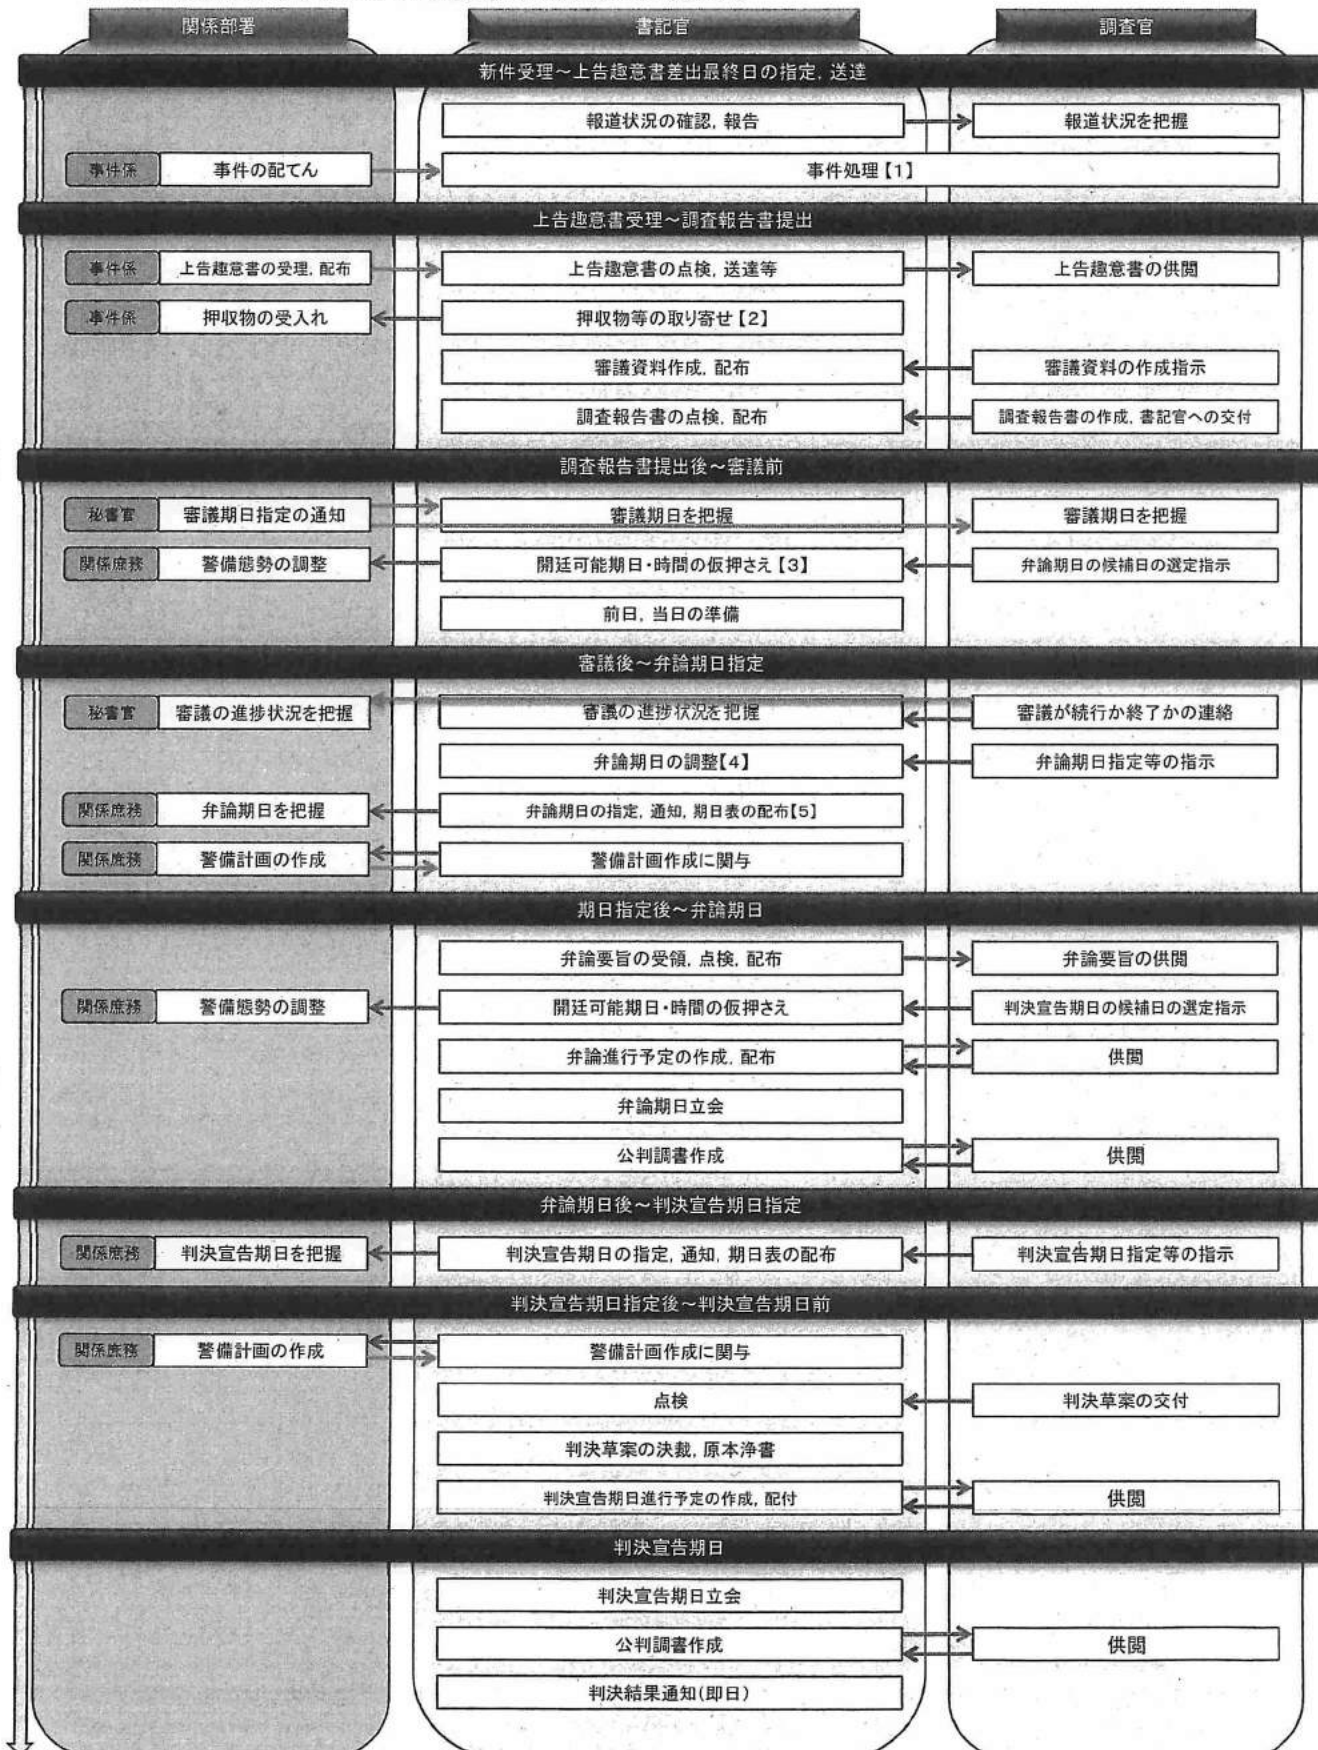 関係部署
書記官
調査官
新件受理～上告趣意書差出最終日の指定，送達
報道状況の確認，報告
報道状況を把握
事件係
事件の配てん
事件処理【1】
上告趣意書受理～調査報告書提出
事件係
上告趣意書の受理，配布
上告趣意書の点検，送達等
上告趣意書の供閲
事件係
押収物の受入れ
押収物等の取り寄せ【2】
審議資料作成，配布
審議資料の作成指示
調査報告書の点検，配布
調査報告書の作成，書記官への交付
調査報告書提出後～審議前
秘書官
審議期日指定の通知
審議期日を把握
審議期日を把握
関係庶務
警備態勢の調整
開廷可能期日・時間の仮押さえ【3】
弁論期日の候補日の選定指示
前日，当日の準備
審議後～弁論期日指定
秘書官
審議の進捗状況を把握
審議の進捗状況を把握
審議が続行か終了かの連絡
弁論期日の調整【4】
弁論期日指定等の指示
関係庶務
弁論期日を把握
弁論期日の指定，通知，期日表の配布【5】
関係庶務
警備計画の作成
警備計画作成に関与
期日指定後～弁論期日
弁論要旨の受領，点検，配布
弁論要旨の供閲
関係庶務
警備態勢の調整
開廷可能期日・時間の仮押さえ
判決宣告期日の候補日の選定指示
弁論進行予定の作成，配布
供閲
弁論期日立会
公判調書作成
供閲
弁論期日後～判決宣告期日指定
関係庶務
判決宣告期日を把握
判決宣告期日の指定，通知，期日表の配布
判決宣告期日指定等の指示
判決宣告期日指定後～判決宣告期日前
関係庶務
警備計画の作成
警備計画作成に関与
点検
判決草案の交付
判決草案の決裁，原本浄書
判決宣告期日進行予定の作成，配付
供閲
判決宣告期日
判決宣告期日立会
公判調書作成
供閲
判決結果通知（即日）